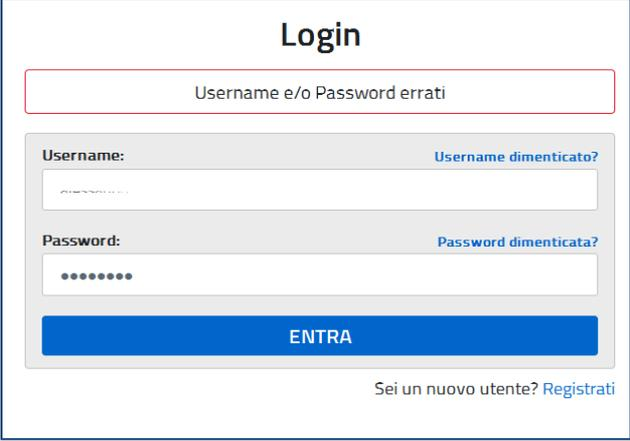 Login
Username e/o Password errati
Username: Username dimenticato?
Password: Password dimenticata?
ENTRA
Sei un nuovo utente? Registrati